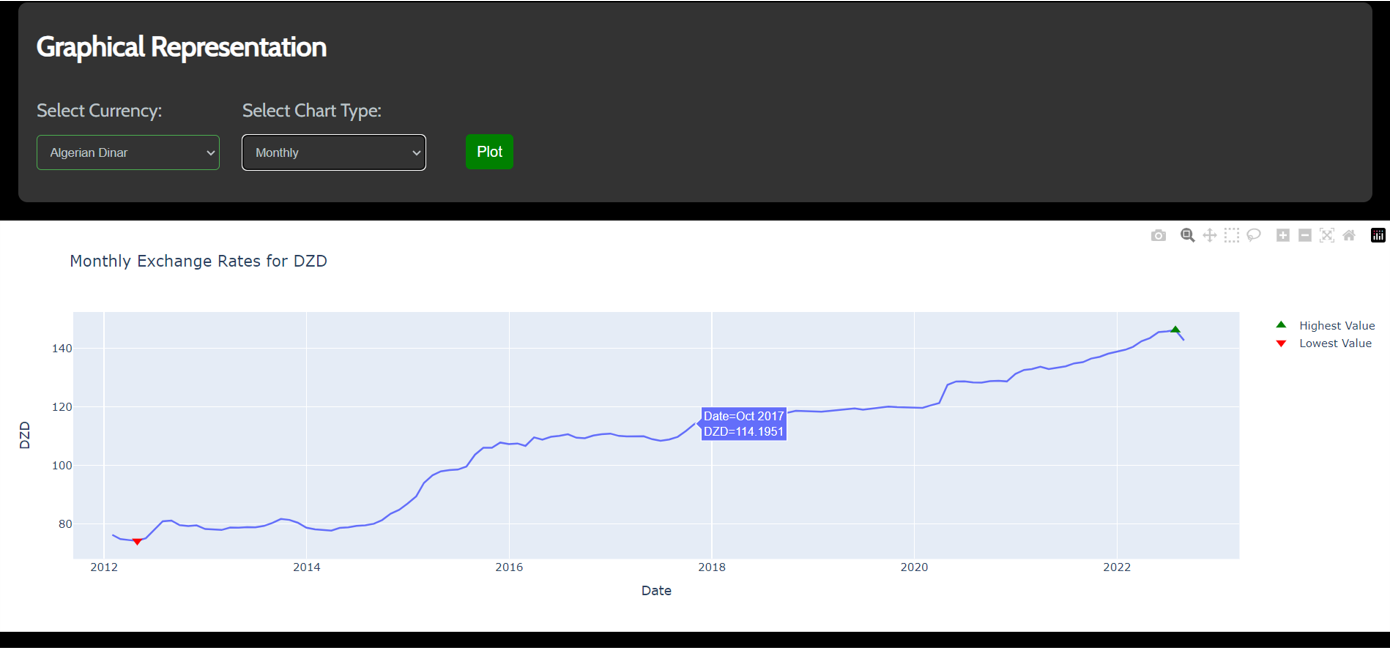 Graphical Representation
Select Currency: Select Chart Type:
Algerian Dinar Monthly Plot
Monthly Exchange Rates for DZD
Highest Value
Lowest Value
140
120
100
80
DZD
Date=Oct 2017
DZD=114.1951
2012 2014 2016 2018 2020 2022
Date